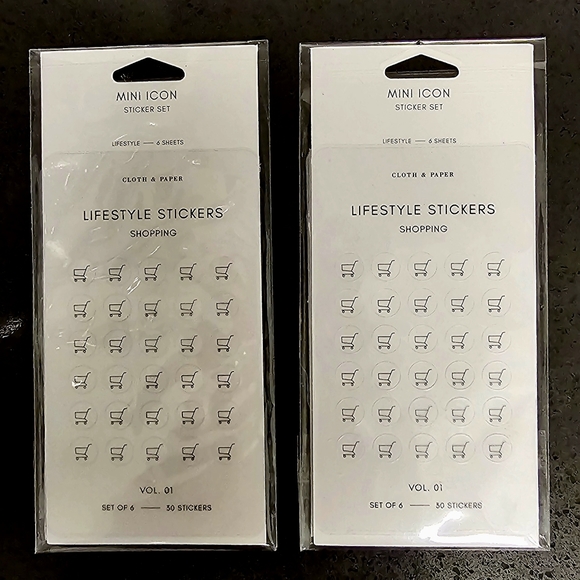 MINI ICON
STICKER SET
LIFESTYLE — 6 SHEETS
CLOTH & PAPER
LIFESTYLE STICKERS
SHOPPING
VOL. 01
SET OF 6 — 30 STICKERS
MINI ICON
STICKER SET
LIFESTYLE — 6 SHEETS
CLOTH & PAPER
LIFESTYLE STICKERS
SHOPPING
VOL. 01
SET OF 6 — 30 STICKERS